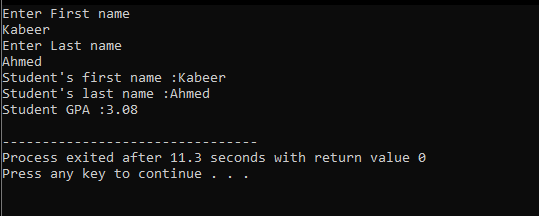 Enter First name
Kabeer
Enter Last name
Ahmed
Student's first name :Kabeer
Student's last name :Ahmed
Student GPA :3.08
--------------------------------
Process exited after 11.3 seconds with return value 0
Press any key to continue . . .